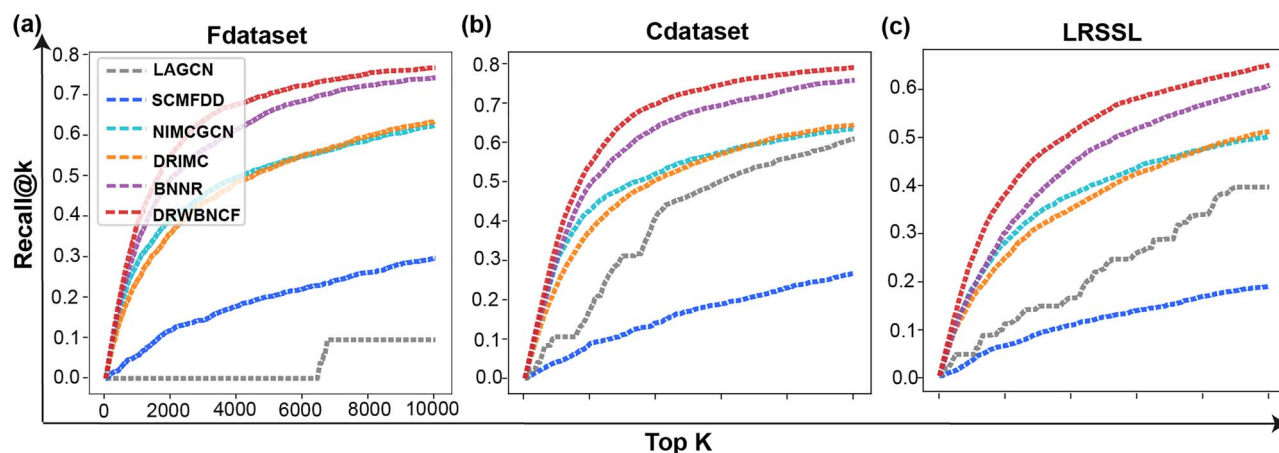 (a)
Fdataset
(b)
Cdataset
(c)
LRSSL
Recall@k
0.8
0.7
0.6
0.5
0.4
0.3
0.2
0.1
0.0
LAGCN
SCMFDD
NIMCGCN
DRIMC
BNNR
DRWBNCF
0 2000 4000 6000 8000 10000
0.8
0.7
0.6
0.5
0.4
0.3
0.2
0.1
0.0
0.6
0.5
0.4
0.3
0.2
0.1
0.0
Top K